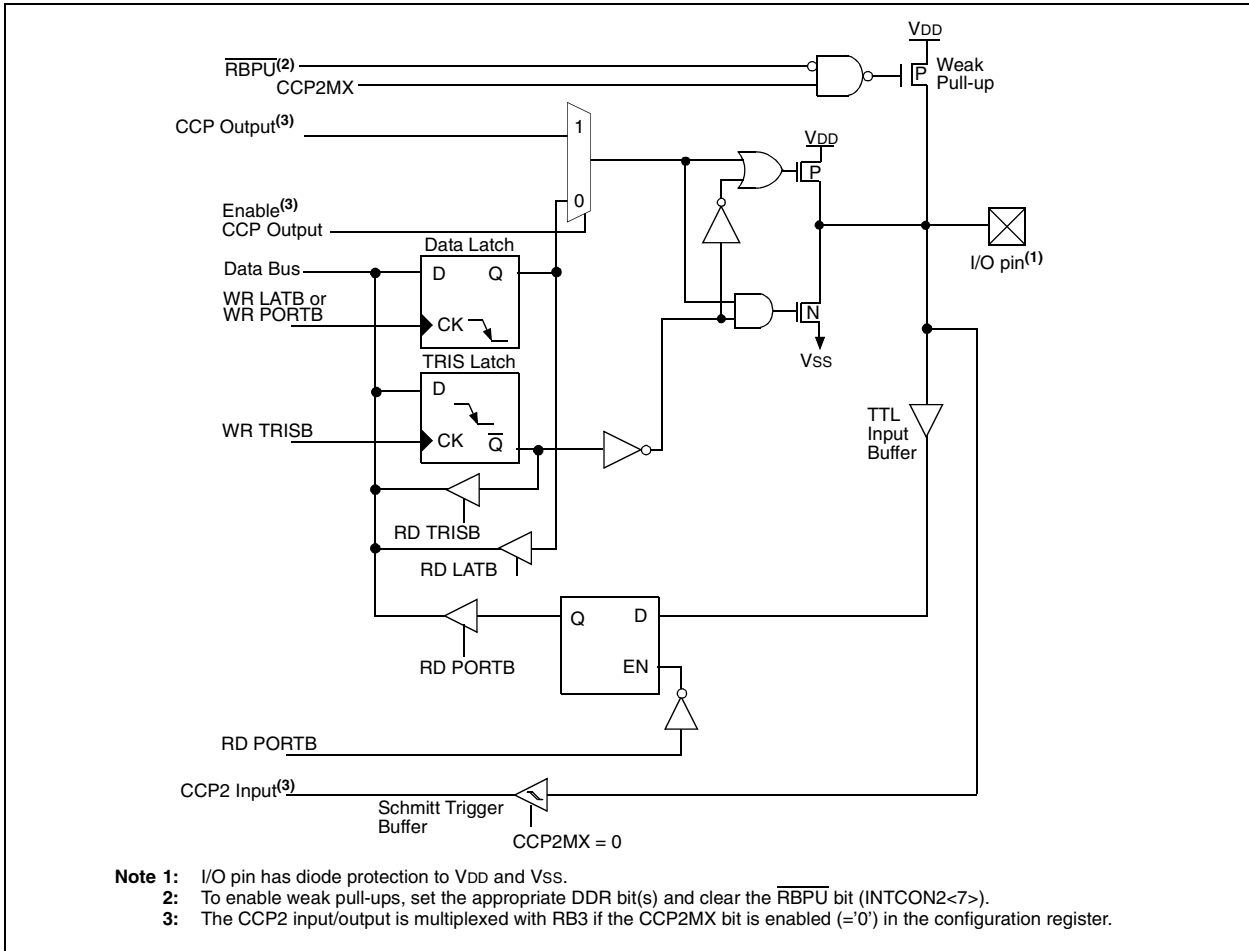 VDD
RBPU(2)
CCP2MX
P
Weak
Pull-up
CCP Output(3)
1
VDD
P
0
Enable(3)
CCP Output
Data Latch
Data Bus
D Q
I/O pin(1)
WR LATB or
WR PORTB
CK
N
VSS
TRIS Latch
D
WR TRISB
CK Q
TTL
Input
Buffer
RD TRISB
RD LATB
Q D
RD PORTB
EN
RD PORTB
CCP2 Input(3)
Schmitt Trigger
Buffer
CCP2MX = 0
Note 1: I/O pin has diode protection to VDD and VSS.
2: To enable weak pull-ups, set the appropriate DDR bit(s) and clear the RBPU bit (INTCON2<7>).
3: The CCP2 input/output is multiplexed with RB3 if the CCP2MX bit is enabled (='0') in the configuration register.